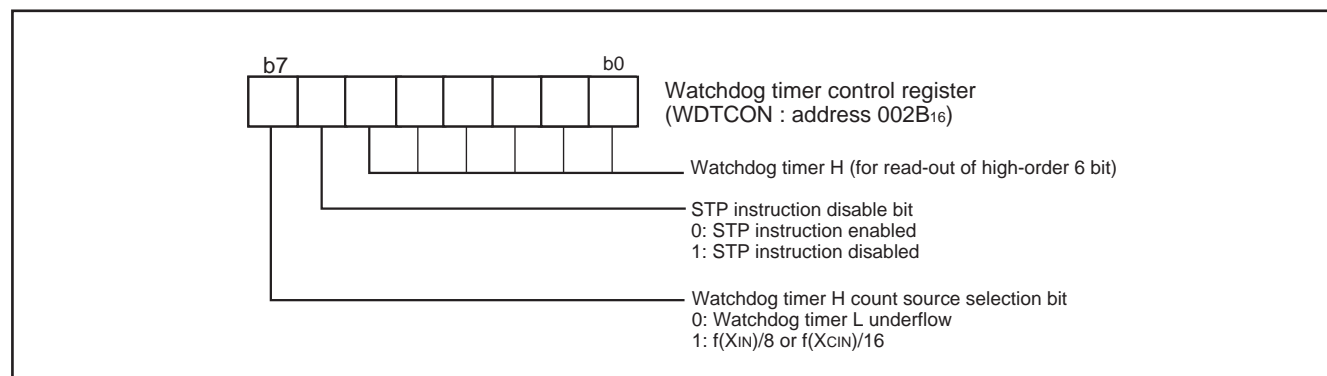 b7 b0
Watchdog timer control register
(WDTCON : address 002B16)
Watchdog timer H (for read-out of high-order 6 bit)
STP instruction disable bit
0: STP instruction enabled
1: STP instruction disabled
Watchdog timer H count source selection bit
0: Watchdog timer L underflow
1: f(XIN)/8 or f(XCIN)/16